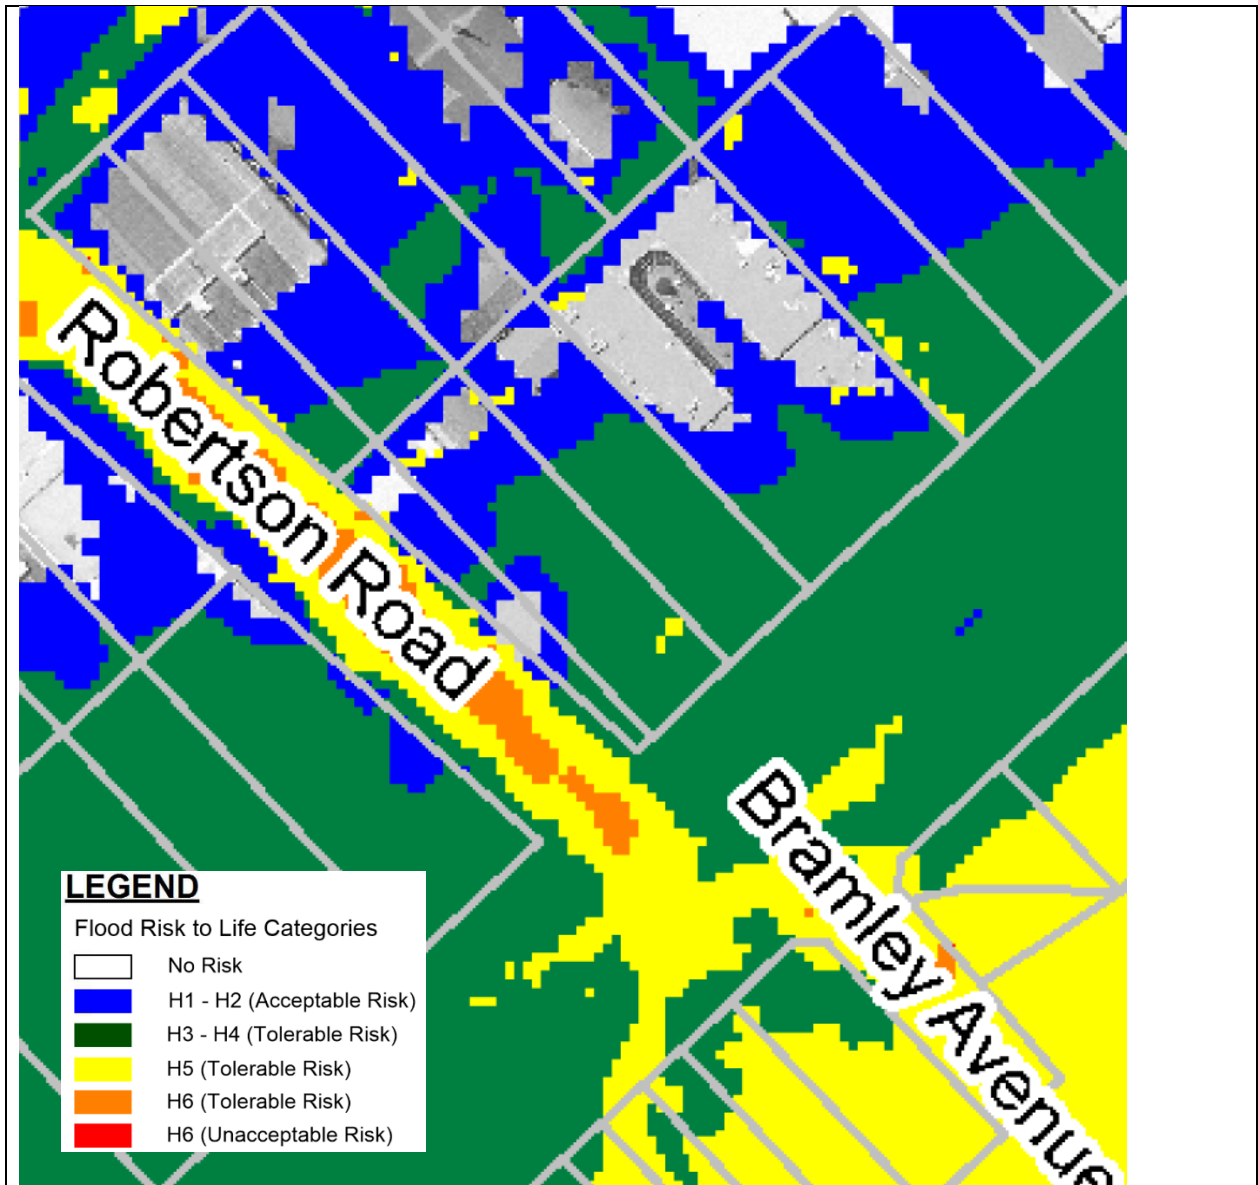 Robertson Road
Bramley Avenue
LEGEND
Flood Risk to Life Categories
No Risk
H1 - H2 (Acceptable Risk)
H3 - H4 (Tolerable Risk)
H5 (Tolerable Risk)
H6 (Tolerable Risk)
H6 (Unacceptable Risk)